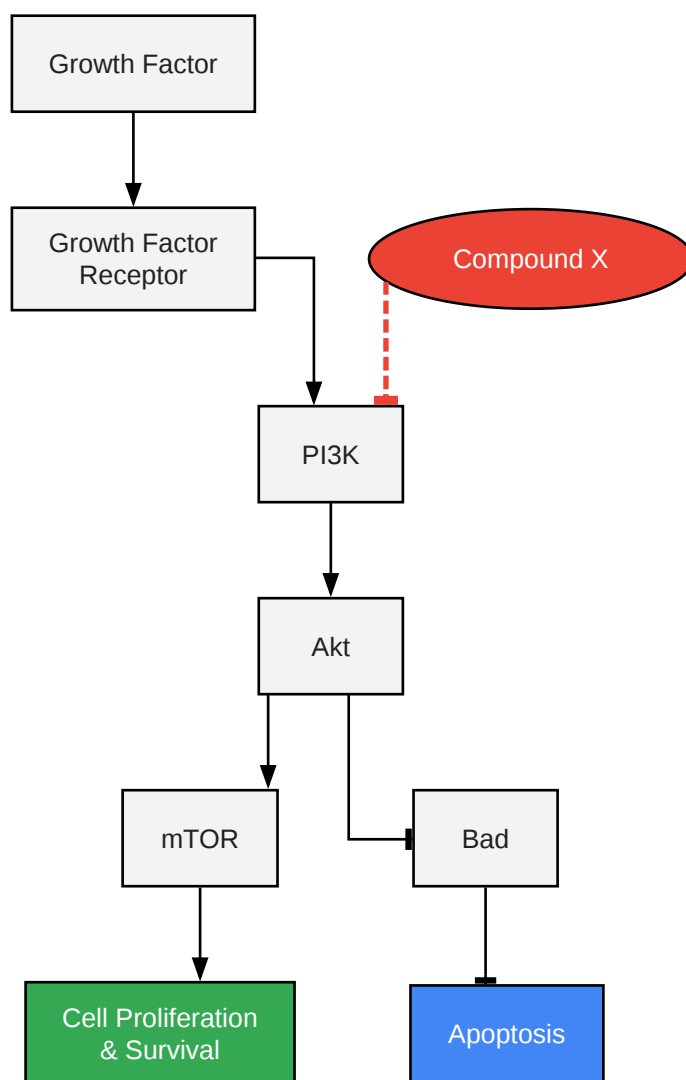 Growth Factor
Growth Factor
Receptor
Compound X
PI3K
Akt
mTOR
Bad
Cell Proliferation
& Survival
Apoptosis